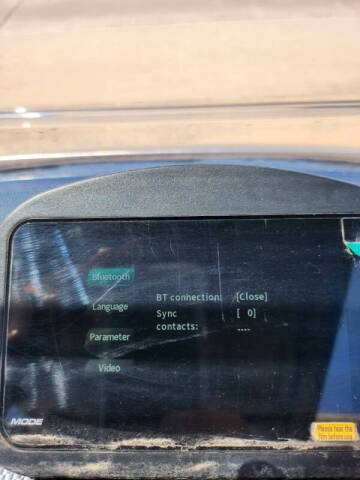 Bluetooth
BT connection: [Close]
Language
Sync [ 0]
contacts: ----
Parameter
Video
MODE
Please tear the
film before use